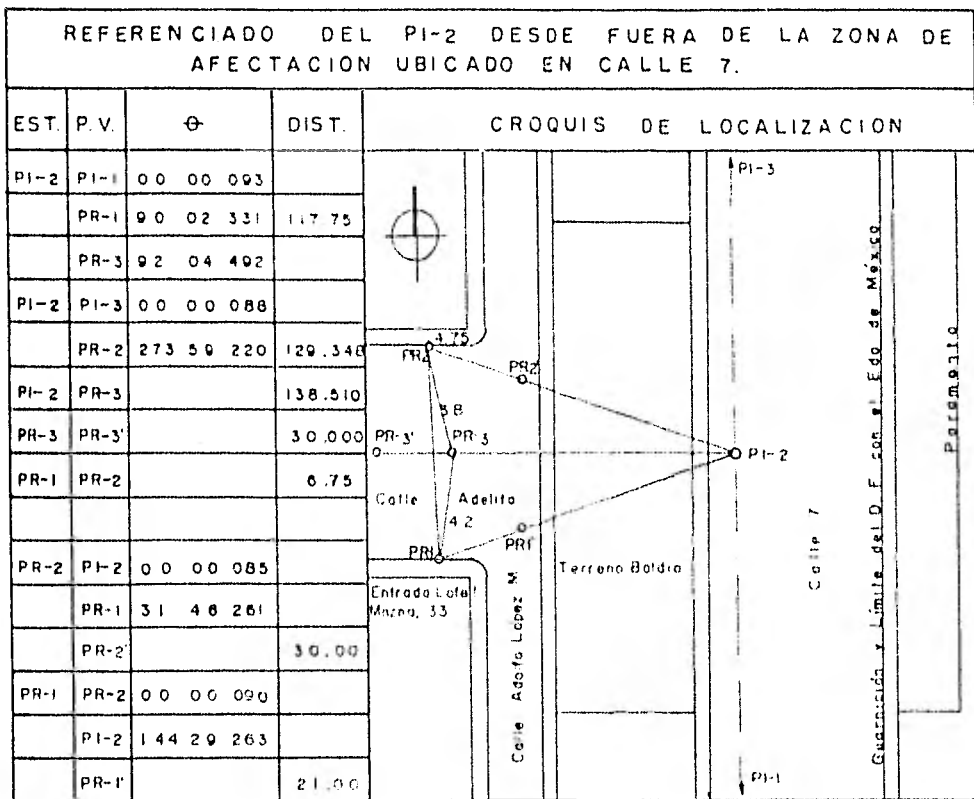 REFERENCIADO DEL PI-2 DESDE FUERA DE LA ZONA DE
AFECTACION UBICADO EN CALLE 7.
EST. P.V. Ɵ DIST. CROQUIS DE LOCALIZACION
PI-2 PI-1 00 00 093
PR-1 90 02 331 117.75
PR-3 92 04 492
PI-2 PI-3 00 00 088
PR-2 273 59 220 129.348
PI-2 PR-3 138.510
PR-3 PR-3' 30.000
PR-1 PR-2 6.75
PR-2 PI-2 00 00 085
PR-1 31 46 261
PR-2' 30.00
PR-1 PR-2 00 00 090
PI-2 144 29 263
PR-1' 21.00
PI-3
4.75
PR2
PR2'
3.8
PR-3'
PR-3
PI-2
Calle Adelita
4.2
PR1
PR1'
Entrada Lote 1
Mazna, 33
Calle Adolfo López M.
Terreno Baldio
Calle 7
Guarnición y Límite del D F con el Edo de México
Paramento
PI-1